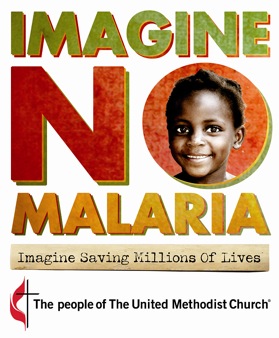 IMAGINE
NO
MALARIA
Imagine Saving Millions Of Lives
The people of The United Methodist Church®